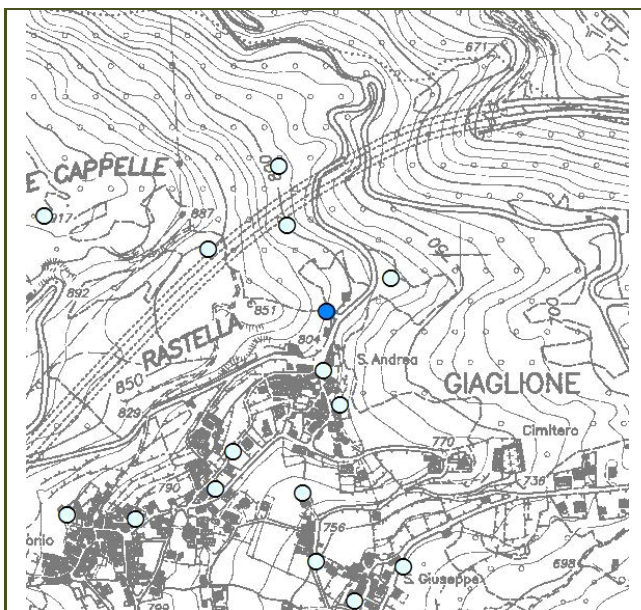 671
E CAPPELLE
917
887
892
851
RASTELLA
804
S. Andrea
850
GIAGLIONE
829
Cimitero
770
790
736
756
S. Giuseppe
698
799